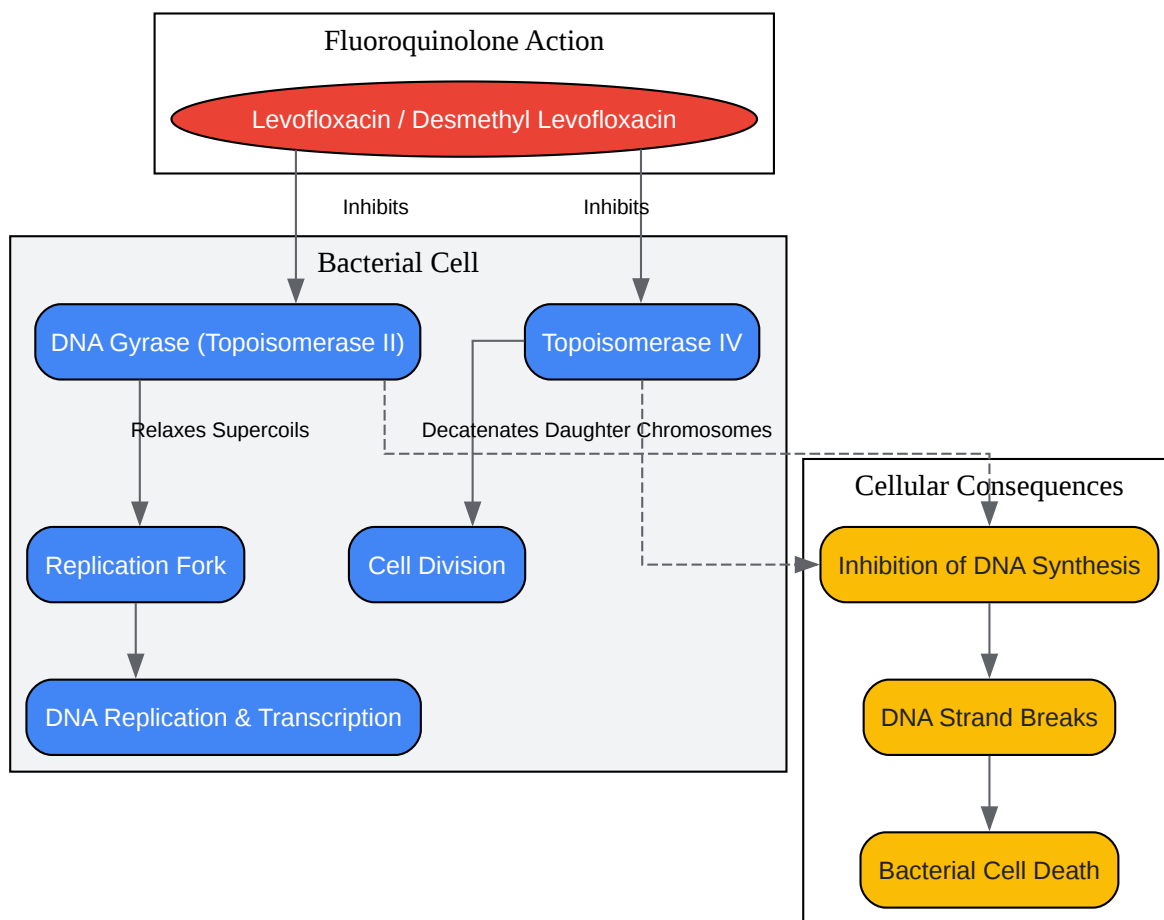 Fluoroquinolone Action
Levofloxacin / Desmethyl Levofloxacin
Inhibits
Inhibits
Bacterial Cell
DNA Gyrase (Topoisomerase II)
Topoisomerase IV
Relaxes Supercoils
Decatenates Daughter Chromosomes
Cellular Consequences
Replication Fork
Cell Division
Inhibition of DNA Synthesis
DNA Replication & Transcription
DNA Strand Breaks
Bacterial Cell Death